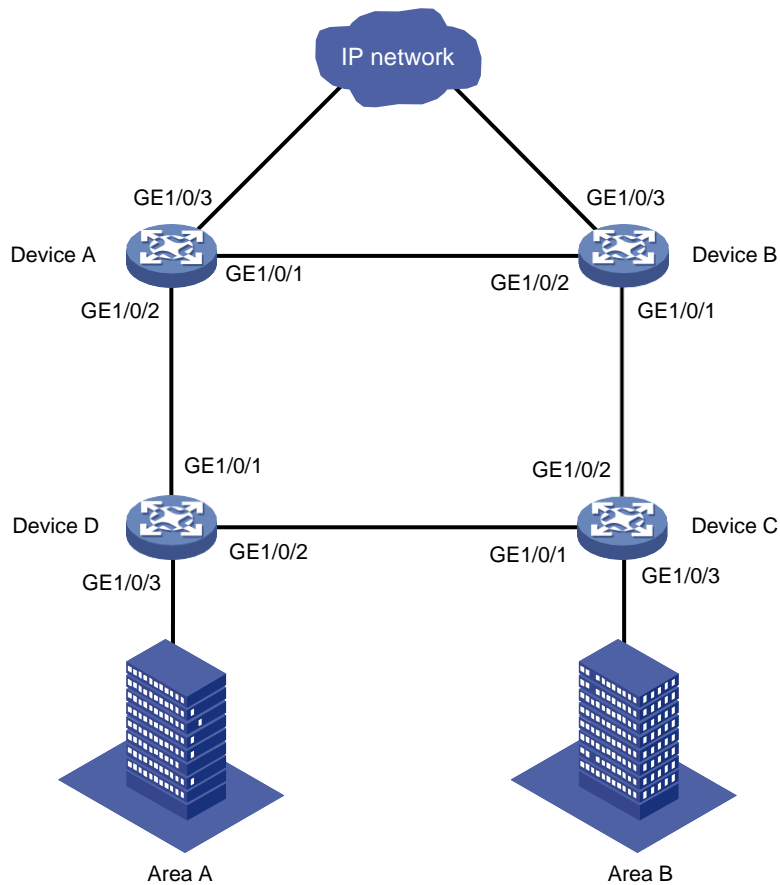 IP network
GE1/0/3
GE1/0/3
Device A
Device B
GE1/0/1
GE1/0/2
GE1/0/2
GE1/0/1
GE1/0/1
GE1/0/2
Device D
Device C
GE1/0/2
GE1/0/1
GE1/0/3
GE1/0/3
Area A
Area B